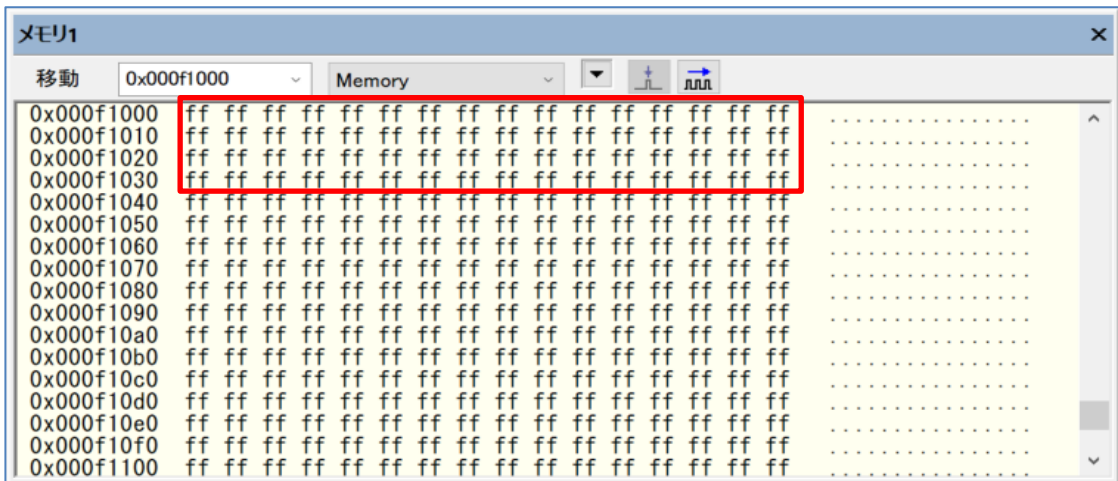 メモリ1
移動 0x000f1000 Memory
0x000f1000 ff ff ff ff ff ff ff ff ff ff ff ff ff ff ff ff ................
0x000f1010 ff ff ff ff ff ff ff ff ff ff ff ff ff ff ff ff ................
0x000f1020 ff ff ff ff ff ff ff ff ff ff ff ff ff ff ff ff ................
0x000f1030 ff ff ff ff ff ff ff ff ff ff ff ff ff ff ff ff ................
0x000f1040 ff ff ff ff ff ff ff ff ff ff ff ff ff ff ff ff ................
0x000f1050 ff ff ff ff ff ff ff ff ff ff ff ff ff ff ff ff ................
0x000f1060 ff ff ff ff ff ff ff ff ff ff ff ff ff ff ff ff ................
0x000f1070 ff ff ff ff ff ff ff ff ff ff ff ff ff ff ff ff ................
0x000f1080 ff ff ff ff ff ff ff ff ff ff ff ff ff ff ff ff ................
0x000f1090 ff ff ff ff ff ff ff ff ff ff ff ff ff ff ff ff ................
0x000f10a0 ff ff ff ff ff ff ff ff ff ff ff ff ff ff ff ff ................
0x000f10b0 ff ff ff ff ff ff ff ff ff ff ff ff ff ff ff ff ................
0x000f10c0 ff ff ff ff ff ff ff ff ff ff ff ff ff ff ff ff ................
0x000f10d0 ff ff ff ff ff ff ff ff ff ff ff ff ff ff ff ff ................
0x000f10e0 ff ff ff ff ff ff ff ff ff ff ff ff ff ff ff ff ................
0x000f10f0 ff ff ff ff ff ff ff ff ff ff ff ff ff ff ff ff ................
0x000f1100 ff ff ff ff ff ff ff ff ff ff ff ff ff ff ff ff ................